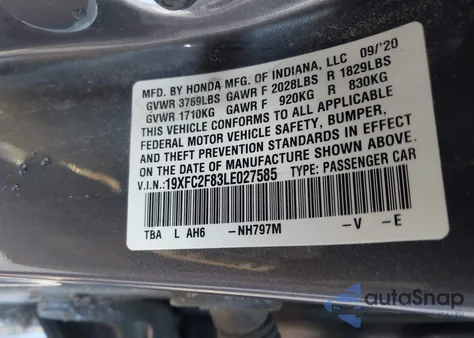 MFD. BY HONDA MFG. OF INDIANA, LLC 09/'20
GVWR 3769LBS GAWR F 2028LBS R 1829LBS
GVWR 1710KG GAWR F 920KG R 830KG
THIS VEHICLE CONFORMS TO ALL APPLICABLE
FEDERAL MOTOR VEHICLE SAFETY, BUMPER,
AND THEFT PREVENTION STANDARDS IN EFFECT
ON THE DATE OF MANUFACTURE SHOWN ABOVE.
V.I.N.: 19XFC2F83LE027585 TYPE: PASSENGER CAR
TBA L AH6 -NH797M -V -E
autoSnap